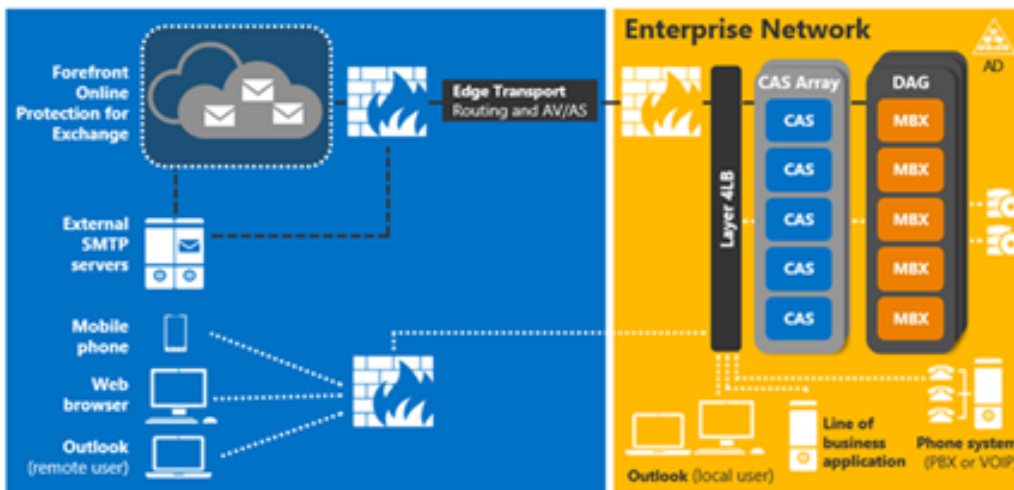 Forefront
Online
Protection for
Exchange
Edge Transport
Routing and AV/AS
External
SMTP
servers
Mobile
phone
Web
browser
Outlook
(remote user)
Enterprise Network
AD
Layer 4LB
CAS Array
CAS
CAS
CAS
CAS
CAS
DAG
MBX
MBX
MBX
MBX
MBX
Outlook (local user)
Line of
business
application
Phone system
(PBX or VOIP)